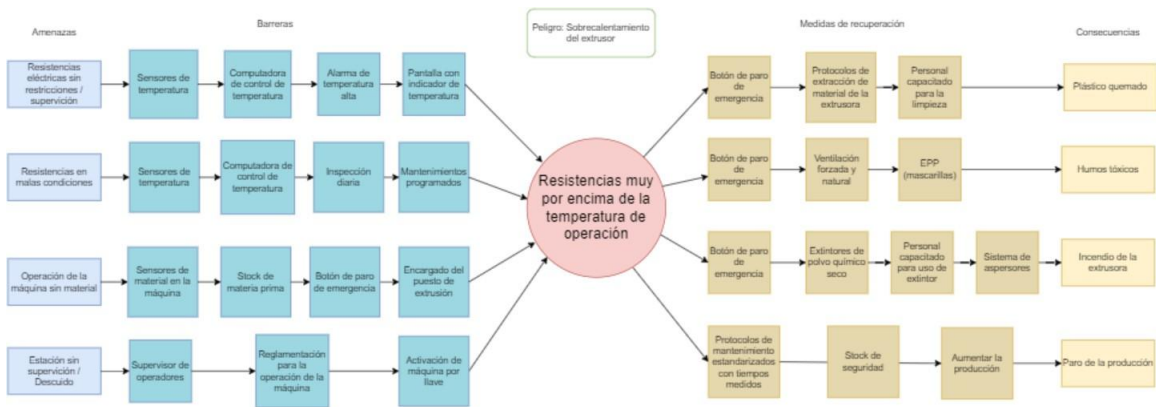 Peligro: Sobrecalentamiento
del extrusor
Amenazas
Barreras
Medidas de recuperación
Consecuencias
Resistencias
eléctricas sin
restricciones /
supervisión
Sensores de
temperatura
Computadora
de control de
temperatura
Alarma de
temperatura
alta
Pantalla con
indicador de
temperatura
Botón de paro
de
emergencia
Protocolos de
extracción de
material de la
extrusora
Personal
capacitado
para la
limpieza
Plástico quemado
Resistencias en
malas condiciones
Sensores de
temperatura
Computadora de
control de
temperatura
Inspección
diaria
Mantenimientos
programados
Resistencias muy
por encima de la
temperatura de
operación
Botón de paro
de
emergencia
Ventilación
forzada y
natural
EPP
(mascarillas)
Humos tóxicos
Operación de la
máquina sin material
Sensores de
material en la
máquina
Stock de
materia prima
Botón de paro
de emergencia
Encargado del
puesto de
extrusión
Botón de paro
de
emergencia
Extintores de
polvo químico
seco
Personal
capacitado
para uso de
extintor
Sistema de
aspersores
Incendio de la
extrusora
Estación sin
supervisión /
Descuido
Supervisor de
operadores
Reglamentación
para la
operación de la
máquina
Activación de
máquina por
llave
Protocolos de
mantenimiento
estandarizados
con tiempos
medidos
Stock de
seguridad
Aumentar la
producción
Paro de la producción